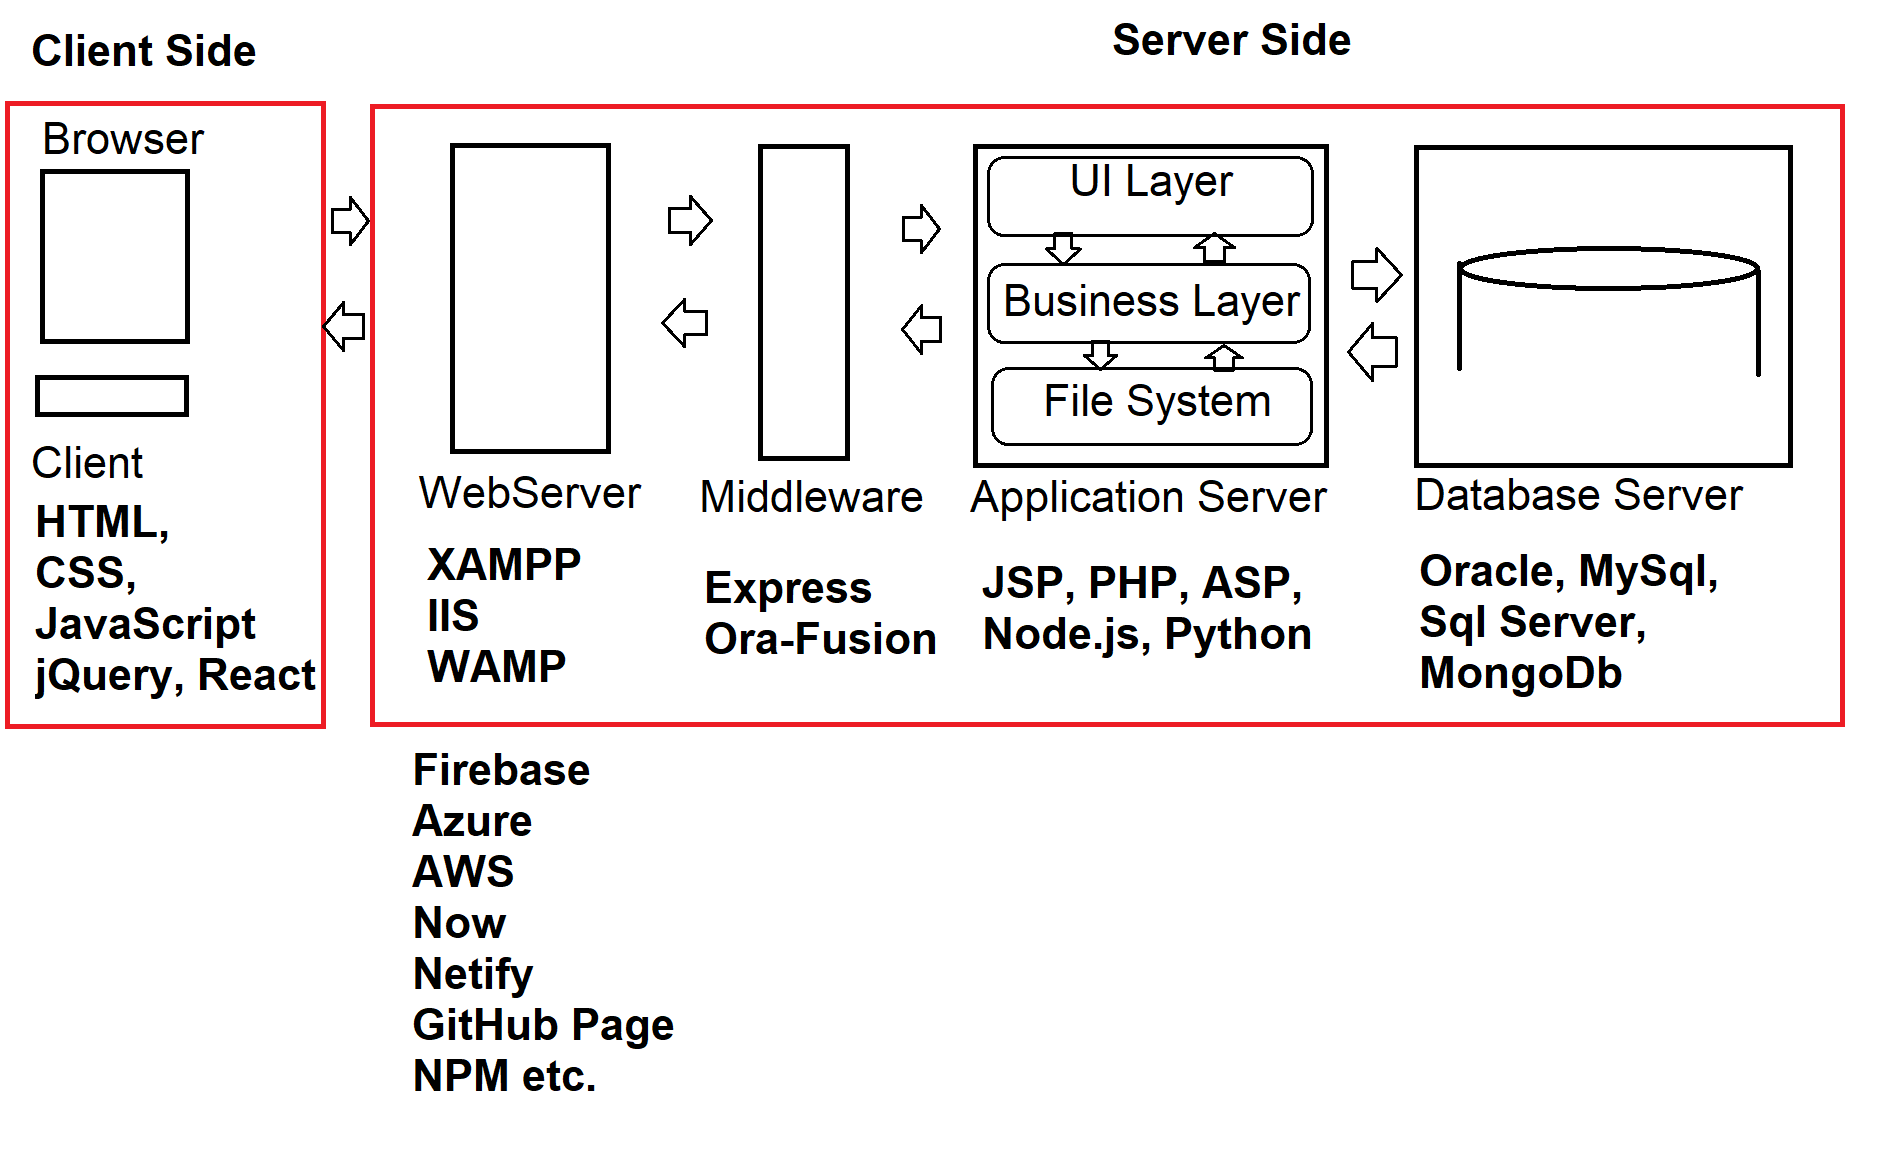 Client Side
Server Side
Browser
Client
HTML,
CSS,
JavaScript
jQuery, React
WebServer
XAMPP
IIS
WAMP
Middleware
Express
Ora-Fusion
UI Layer
Business Layer
File System
Application Server
JSP, PHP, ASP,
Node.js, Python
Database Server
Oracle, MySql,
Sql Server,
MongoDb
Firebase
Azure
AWS
Now
Netify
GitHub Page
NPM etc.